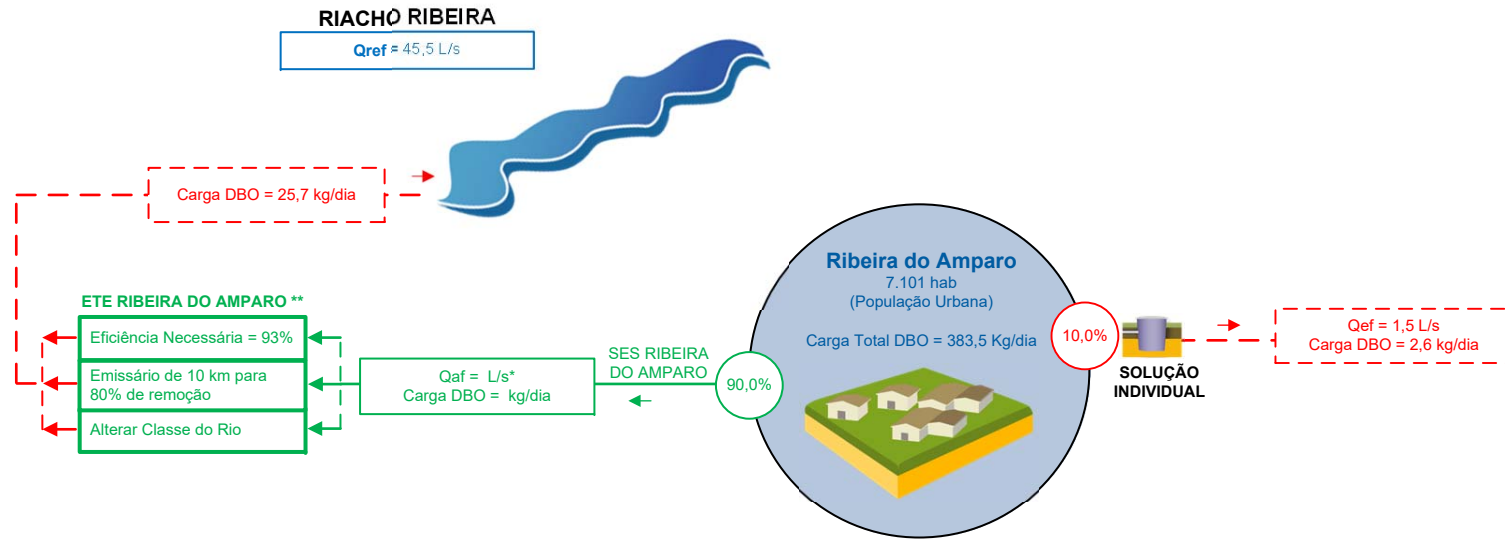 RIACHO RIBEIRA
Qref = 45,5 L/s
Carga DBO = 25,7 kg/dia
ETE RIBEIRA DO AMPARO **
Eficiência Necessária = 93%
Emissário de 10 km para
80% de remoção
Alterar Classe do Rio
Qaf = L/s*
Carga DBO = kg/dia
SES RIBEIRA
DO AMPARO
90,0%
Ribeira do Amparo
7.101 hab
(População Urbana)
Carga Total DBO = 383,5 Kg/dia
10,0%
SOLUÇÃO
INDIVIDUAL
Qef = 1,5 L/s
Carga DBO = 2,6 kg/dia